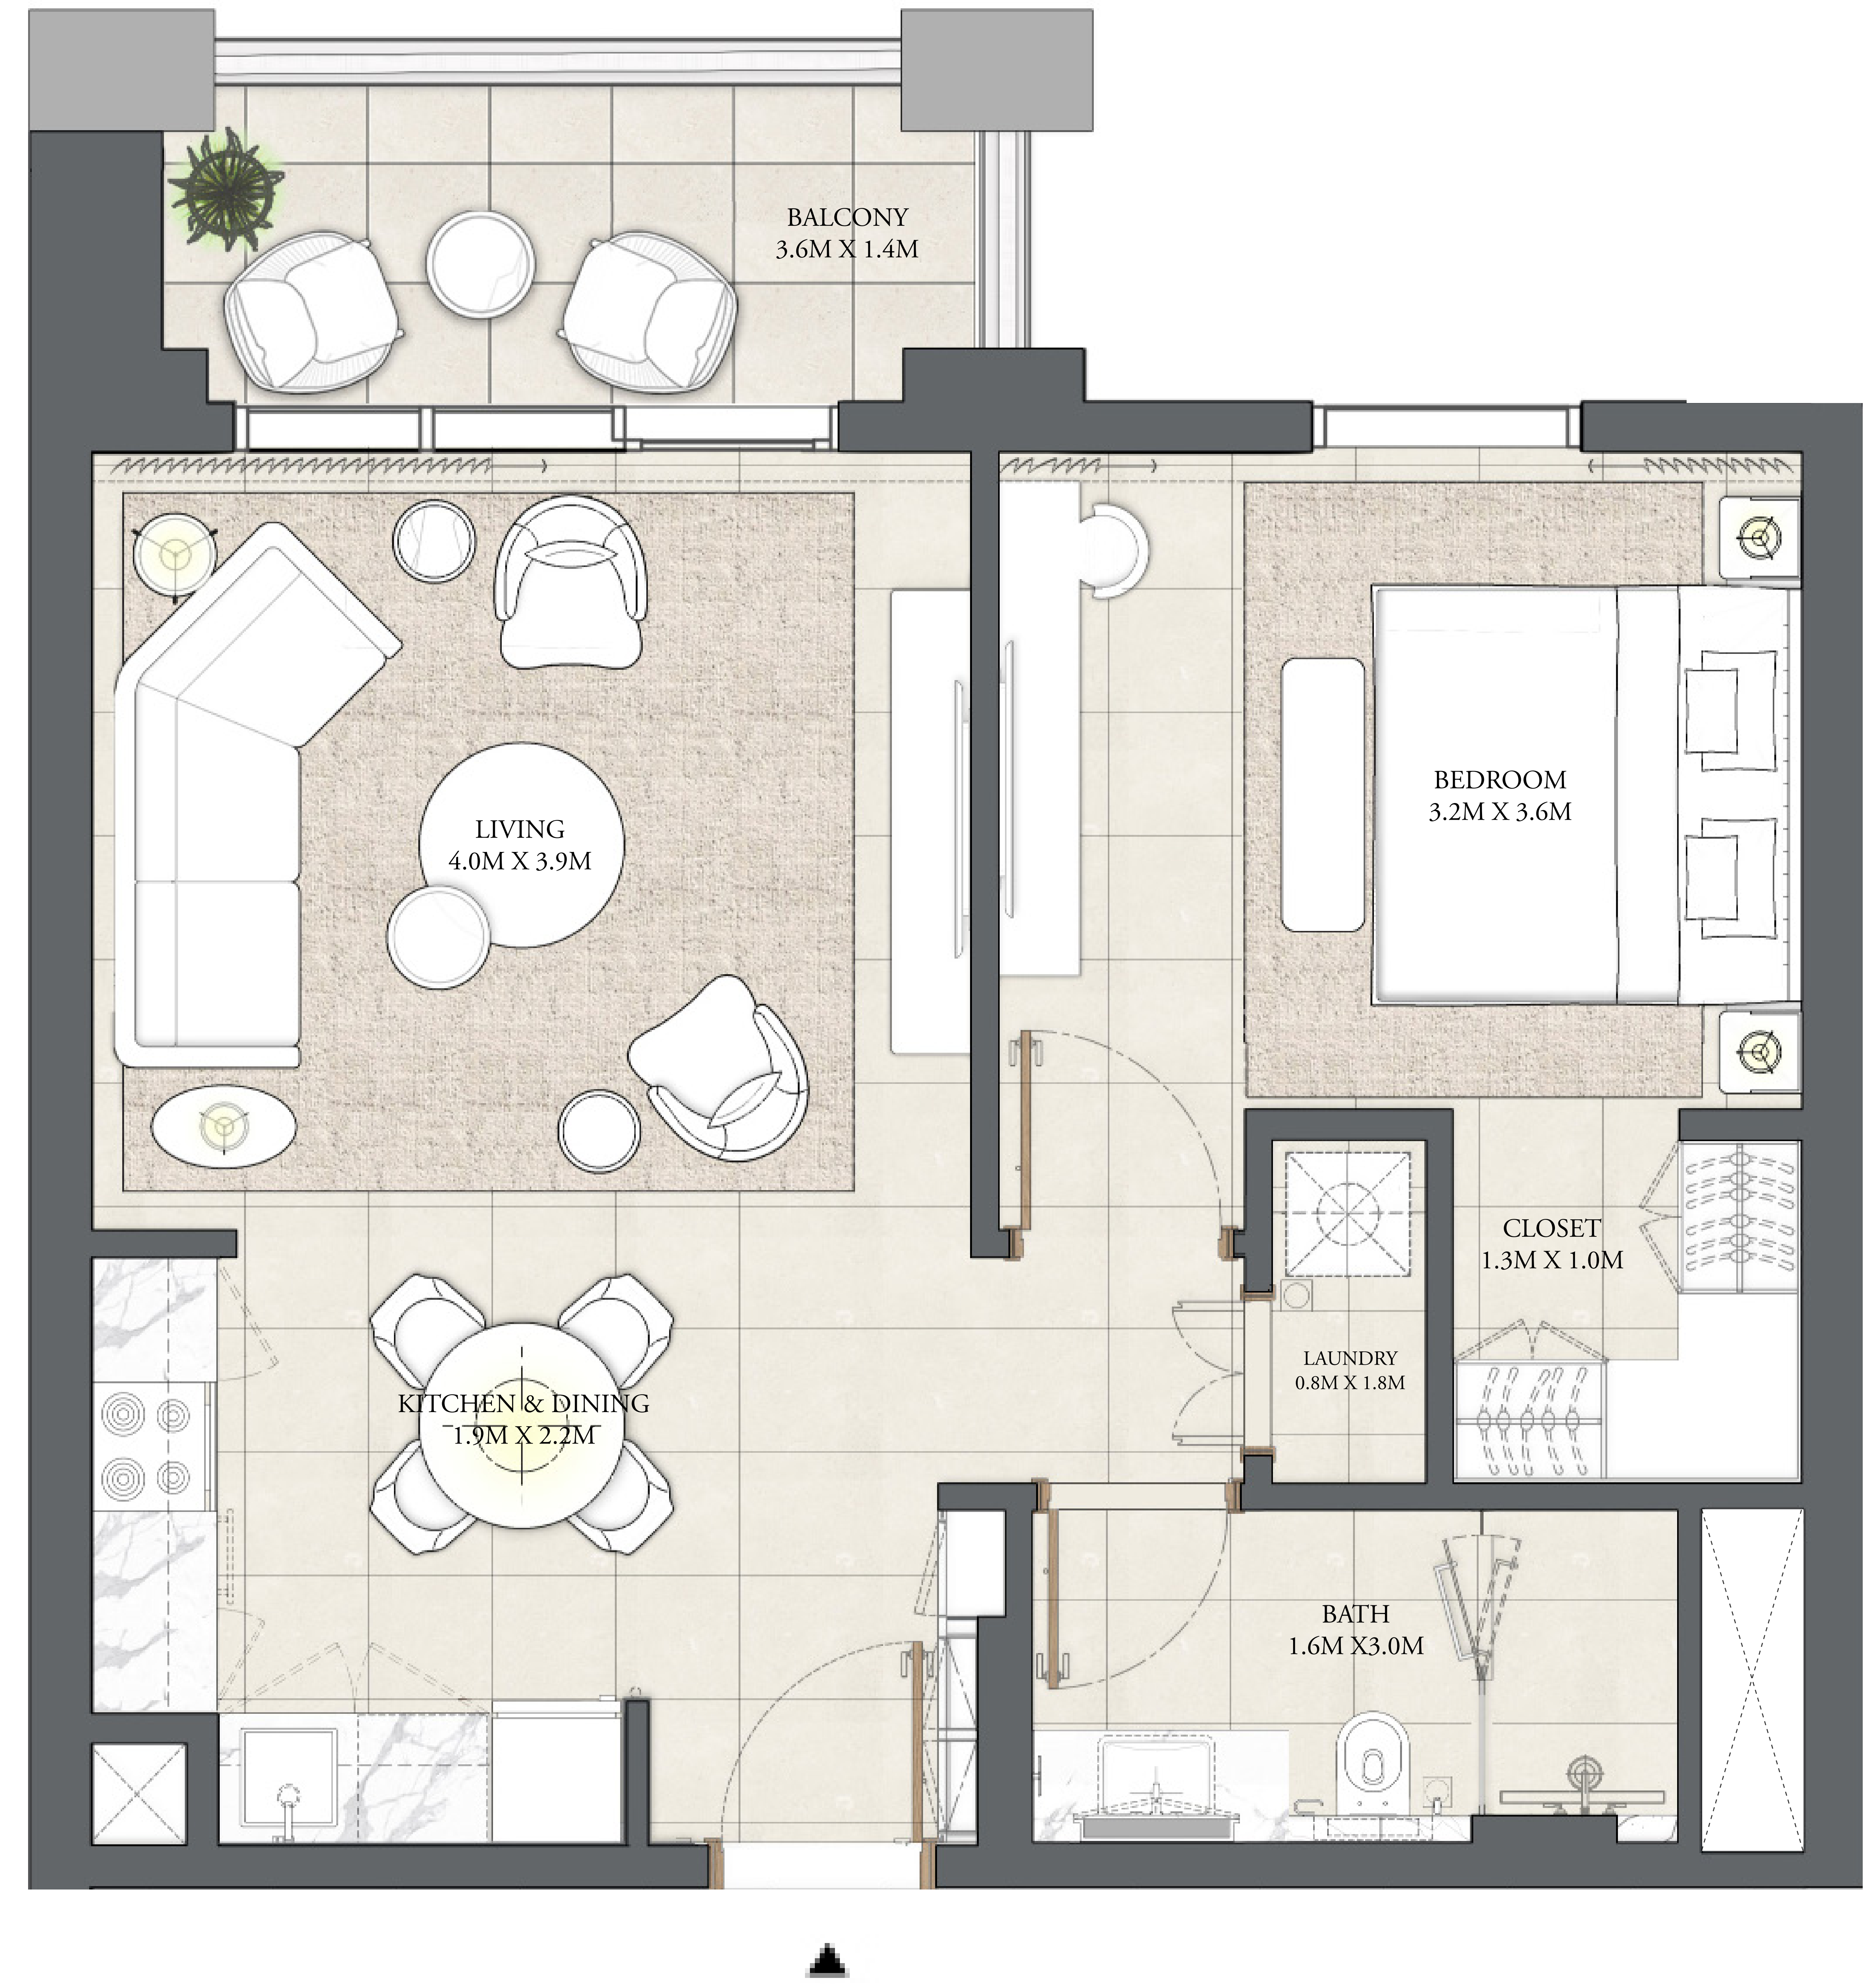 BALCONY
3.6M X 1.4M
LIVING
4.0M X 3.9M
BEDROOM
3.2M X 3.6M
CLOSET
1.3M X 1.0M
LAUNDRY
0.8M X 1.8M
KITCHEN & DINING
1.9M X 2.2M
BATH
1.6M X3.0M